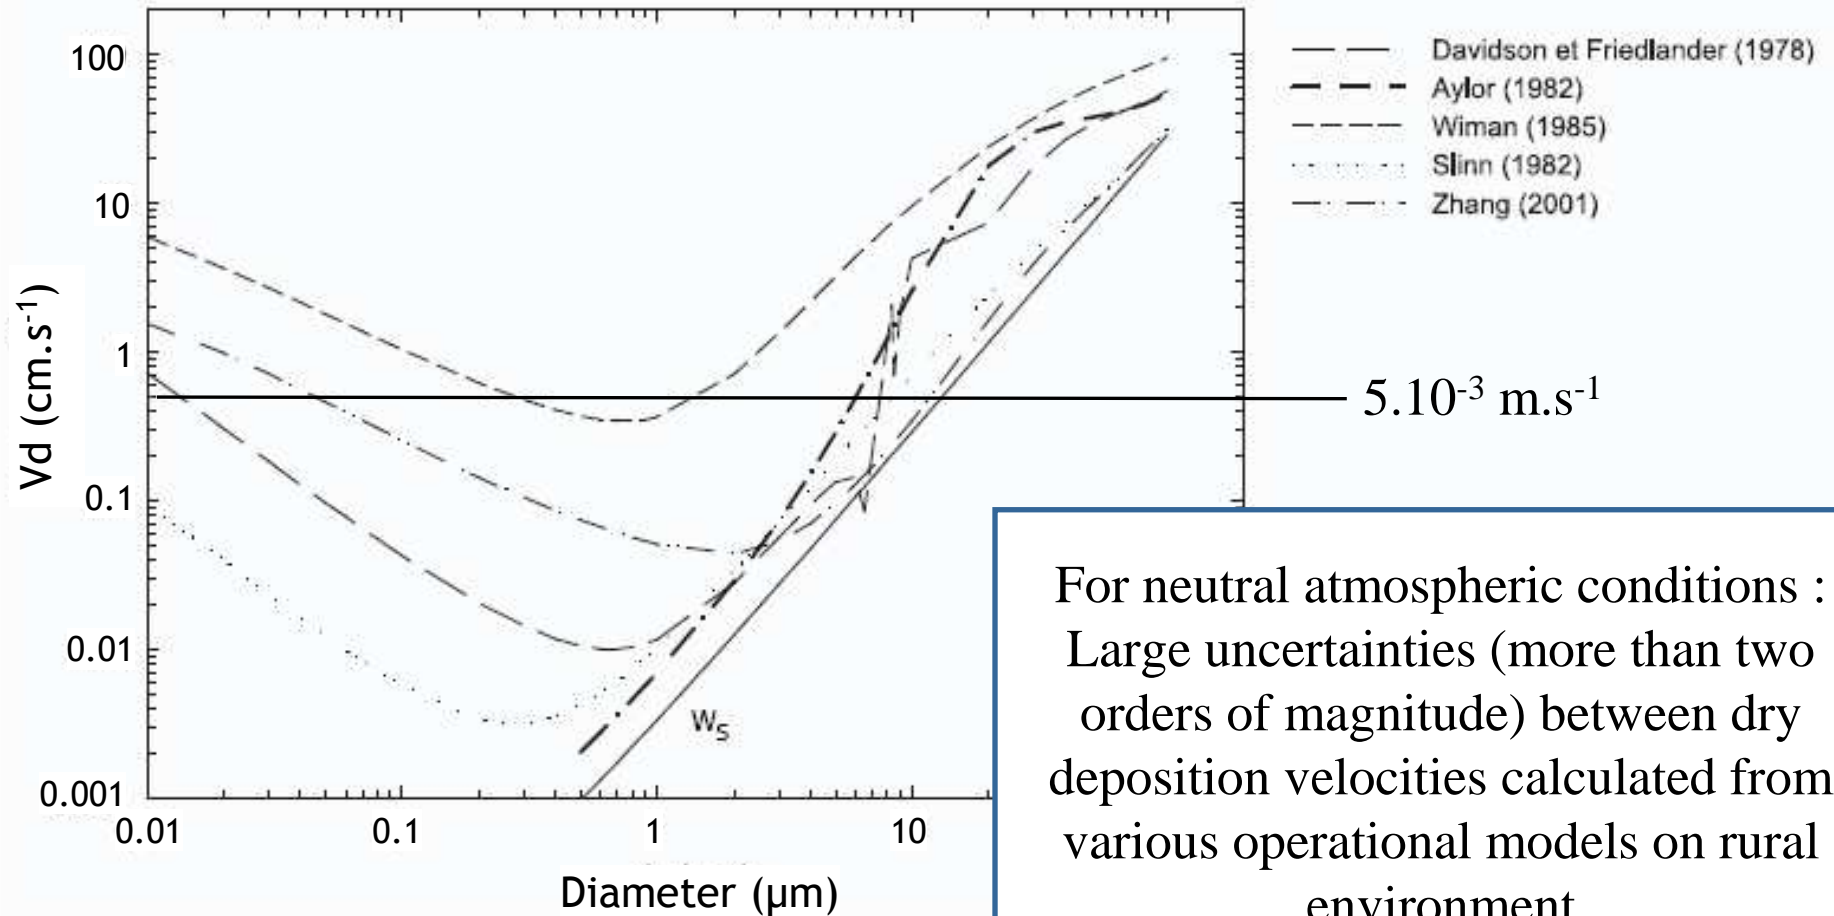 100
10
1
0.1
0.01
0.001
Vd (cm.s-1)
0.01 0.1 1 10
Diameter (µm)
Ws
Davidson et Friedlander (1978)
Aylor (1982)
Wiman (1985)
Slinn (1982)
Zhang (2001)
5.10-3 m.s-1
For neutral atmospheric conditions :
Large uncertainties (more than two
orders of magnitude) between dry
deposition velocities calculated from
various operational models on rural
environment